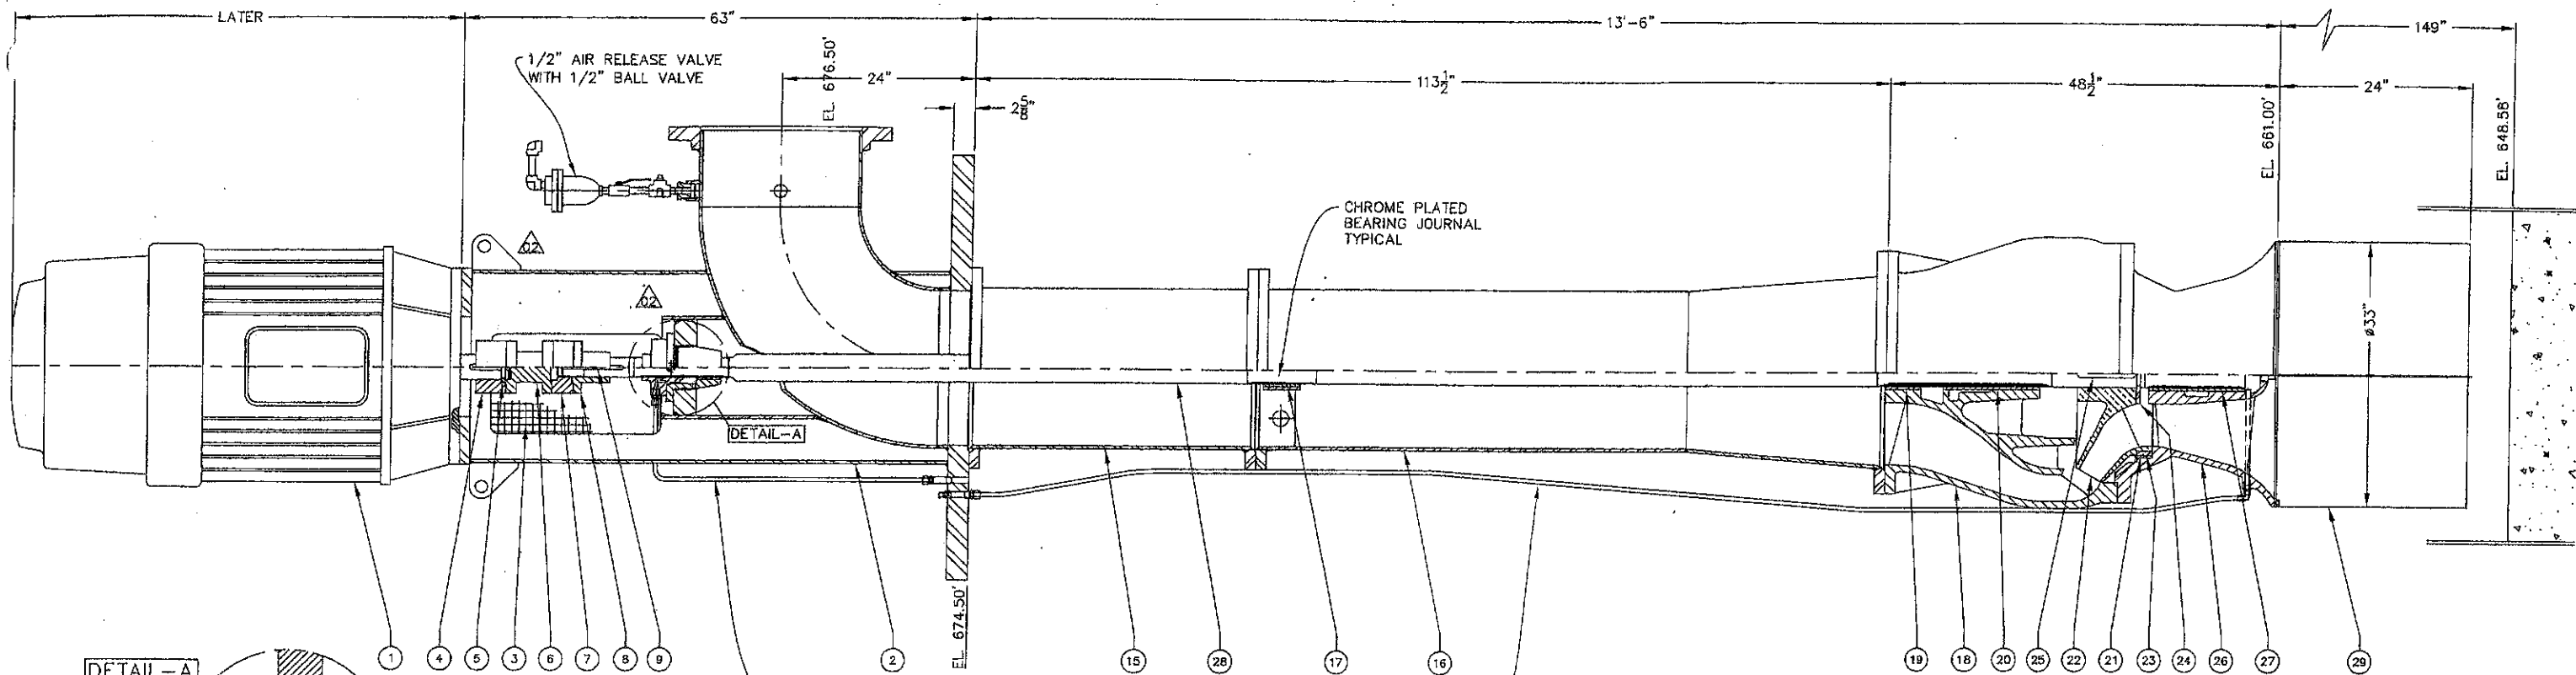 LATER
63"
13'-6"
149"
1/2" AIR RELEASE VALVE
WITH 1/2" BALL VALVE
EL. 676.50'
24"
2 5/8"
113 1/2"
48 1/2"
24"
EL. 661.00'
EL. 648.58'
CHROME PLATED
BEARING JOURNAL
TYPICAL
02
02
ø33"
DETAIL-A
EL. 674.50'
DETAIL-A
1 4 5 3 6 7 8 9 2 15 28 17 16 19 18 20 25 22 21 23 24 26 27 29